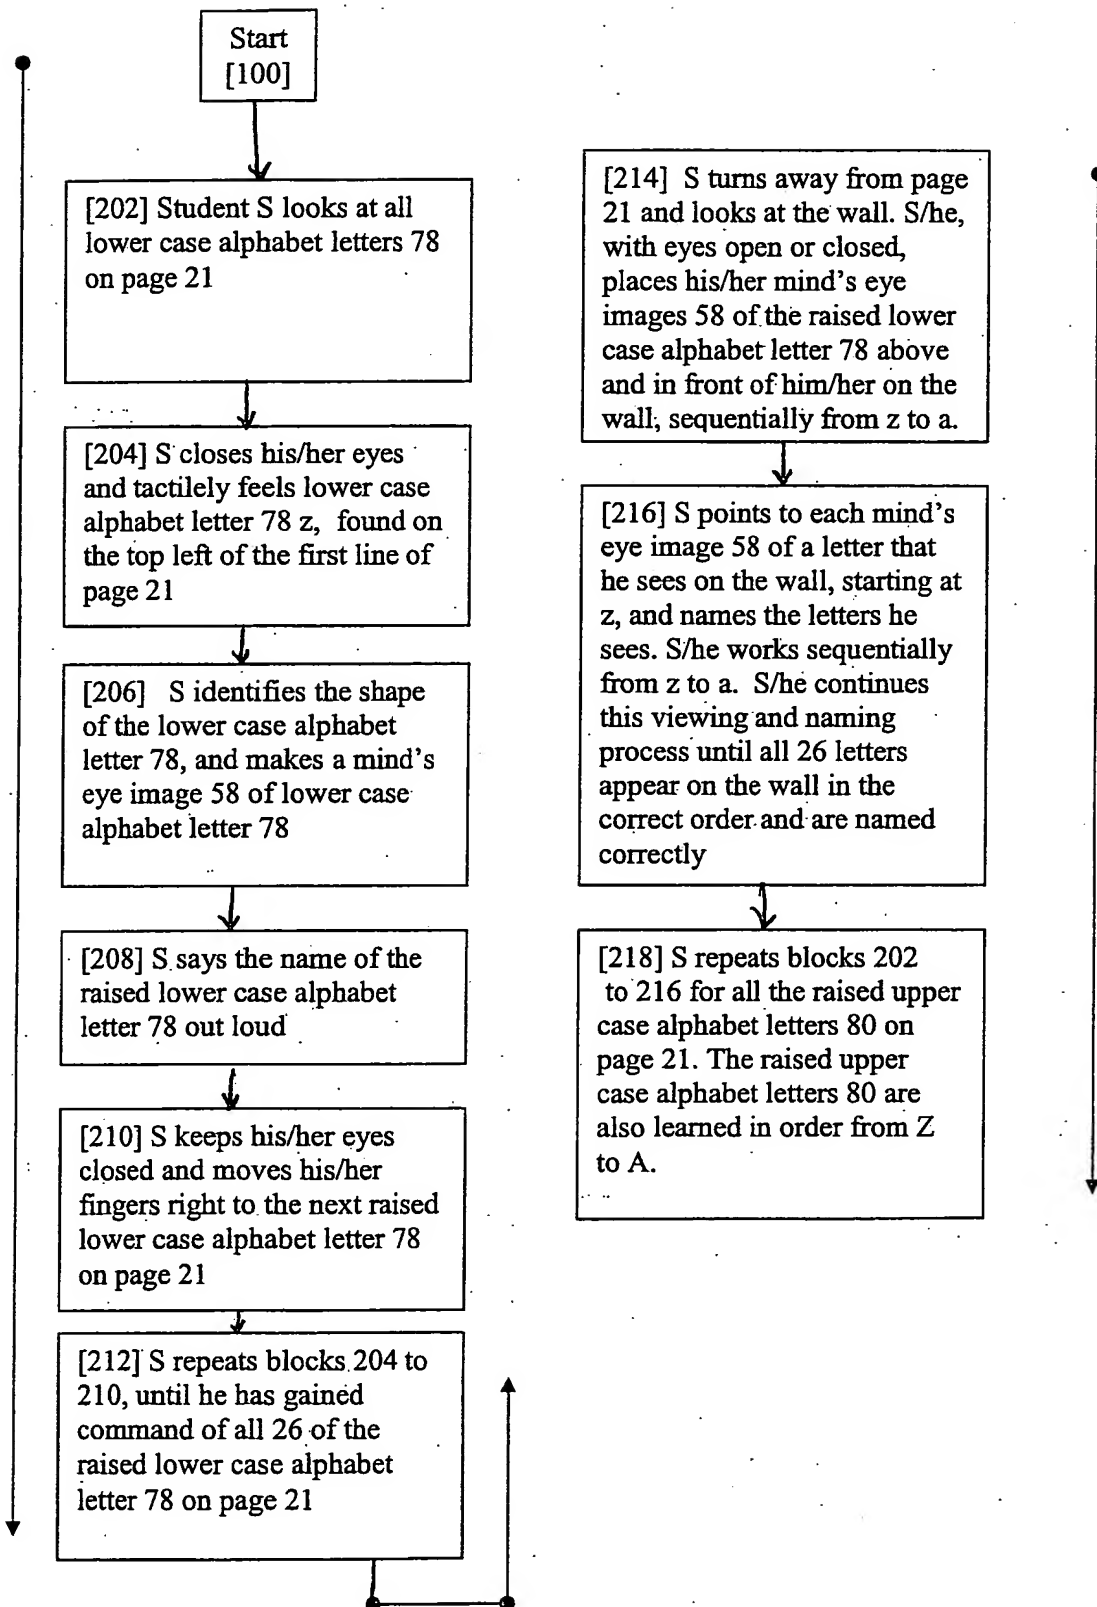 Start
[100]
[202] Student S looks at all
lower case alphabet letters 78
on page 21
[204] S closes his/her eyes
and tactilely feels lower case
alphabet letter 78 z, found on
the top left of the first line of
page 21
[206] S identifies the shape
of the lower case alphabet
letter 78, and makes a mind's
eye image 58 of lower case
alphabet letter 78
[208] S says the name of the
raised lower case alphabet
letter 78 out loud
[210] S keeps his/her eyes
closed and moves his/her
fingers right to the next raised
lower case alphabet letter 78
on page 21
[212] S repeats blocks 204 to
210, until he has gained
command of all 26 of the
raised lower case alphabet
letter 78 on page 21
[214] S turns away from page
21 and looks at the wall. S/he,
with eyes open or closed,
places his/her mind's eye
images 58 of the raised lower
case alphabet letter 78 above
and in front of him/her on the
wall, sequentially from z to a.
[216] S points to each mind's
eye image 58 of a letter that
he sees on the wall, starting at
z, and names the letters he
sees. S/he works sequentially
from z to a. S/he continues
this viewing and naming
process until all 26 letters
appear on the wall in the
correct order and are named
correctly
[218] S repeats blocks 202
to 216 for all the raised upper
case alphabet letters 80 on
page 21. The raised upper
case alphabet letters 80 are
also learned in order from Z
to A.